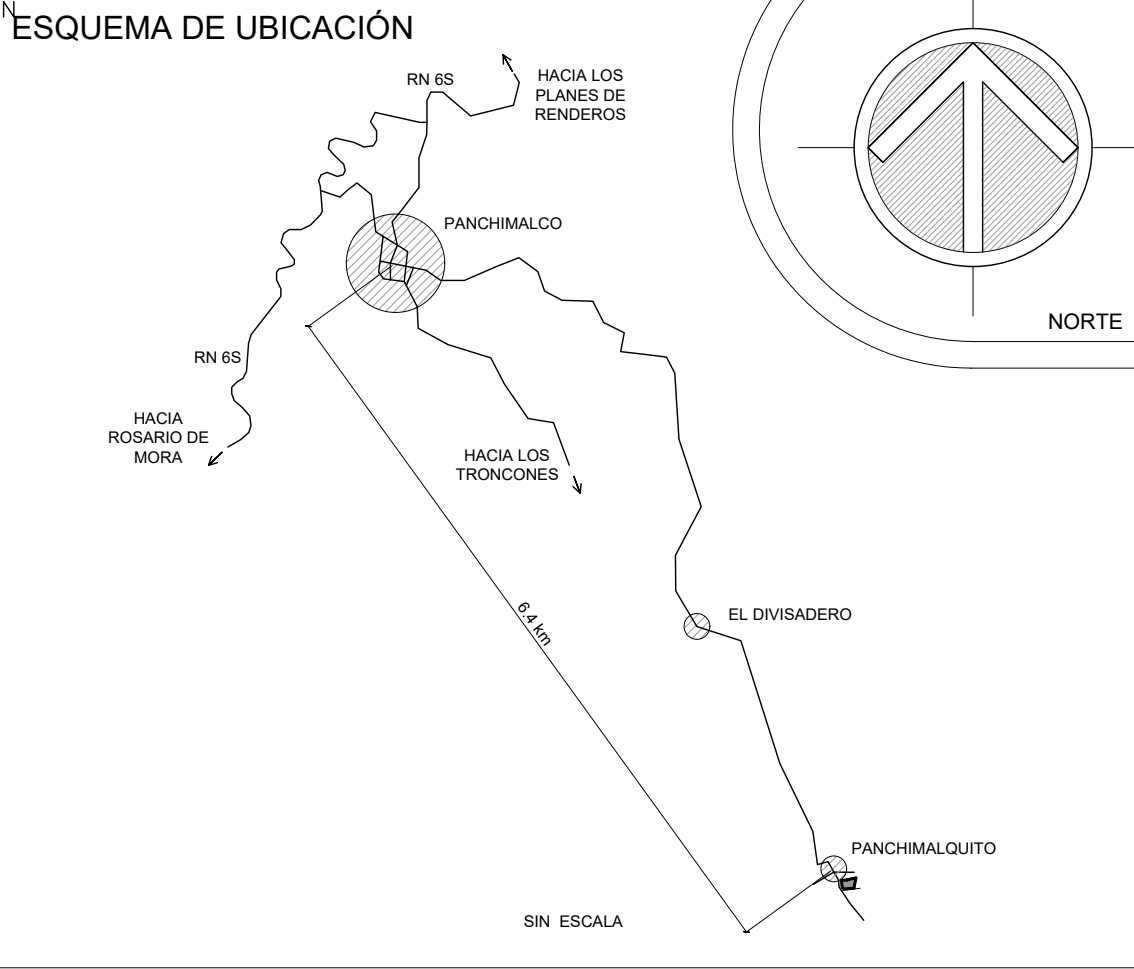 N
ESQUEMA DE UBICACIÓN
RN 6S
HACIA LOS
PLANES DE
RENDEROS
PANCHIMALCO
NORTE
RN 6S
HACIA
ROSARIO DE
MORA
HACIA LOS
TRONCONES
6.4 km
EL DIVISADERO
PANCHIMALQUITO
SIN ESCALA